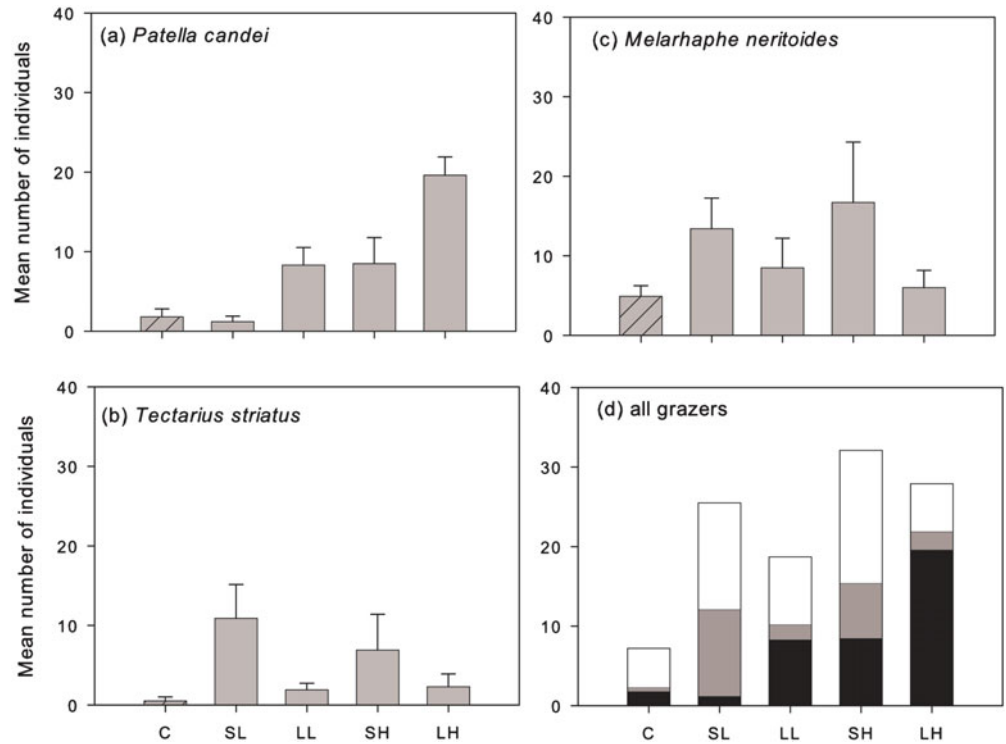 (a) Patella candei
Mean number of individuals
40
30
20
10
0
(c) Melarhaphe neritoides
40
30
20
10
0
(b) Tectarius striatus
Mean number of individuals
40
30
20
10
0
C SL LL SH LH
(d) all grazers
40
30
20
10
0
C SL LL SH LH